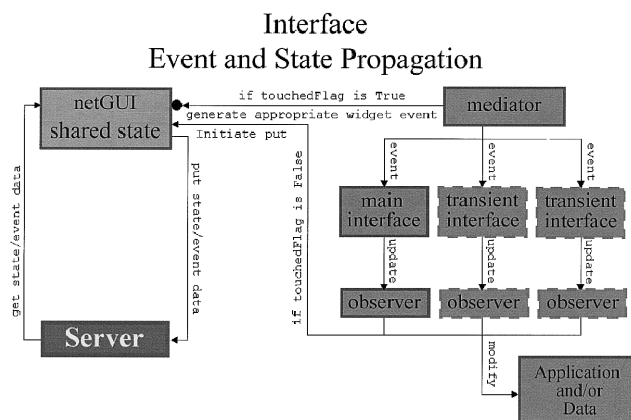 Interface
Event and State Propagation
netGUI
shared state
if touchedFlag is True
generate appropriate widget event
Initiate put
mediator
get state/event data
put state/event data
if touchedFlag is False
event
event
event
main
interface
transient
interface
transient
interface
update
update
update
observer
observer
observer
Server
modify
Application
and/or
Data